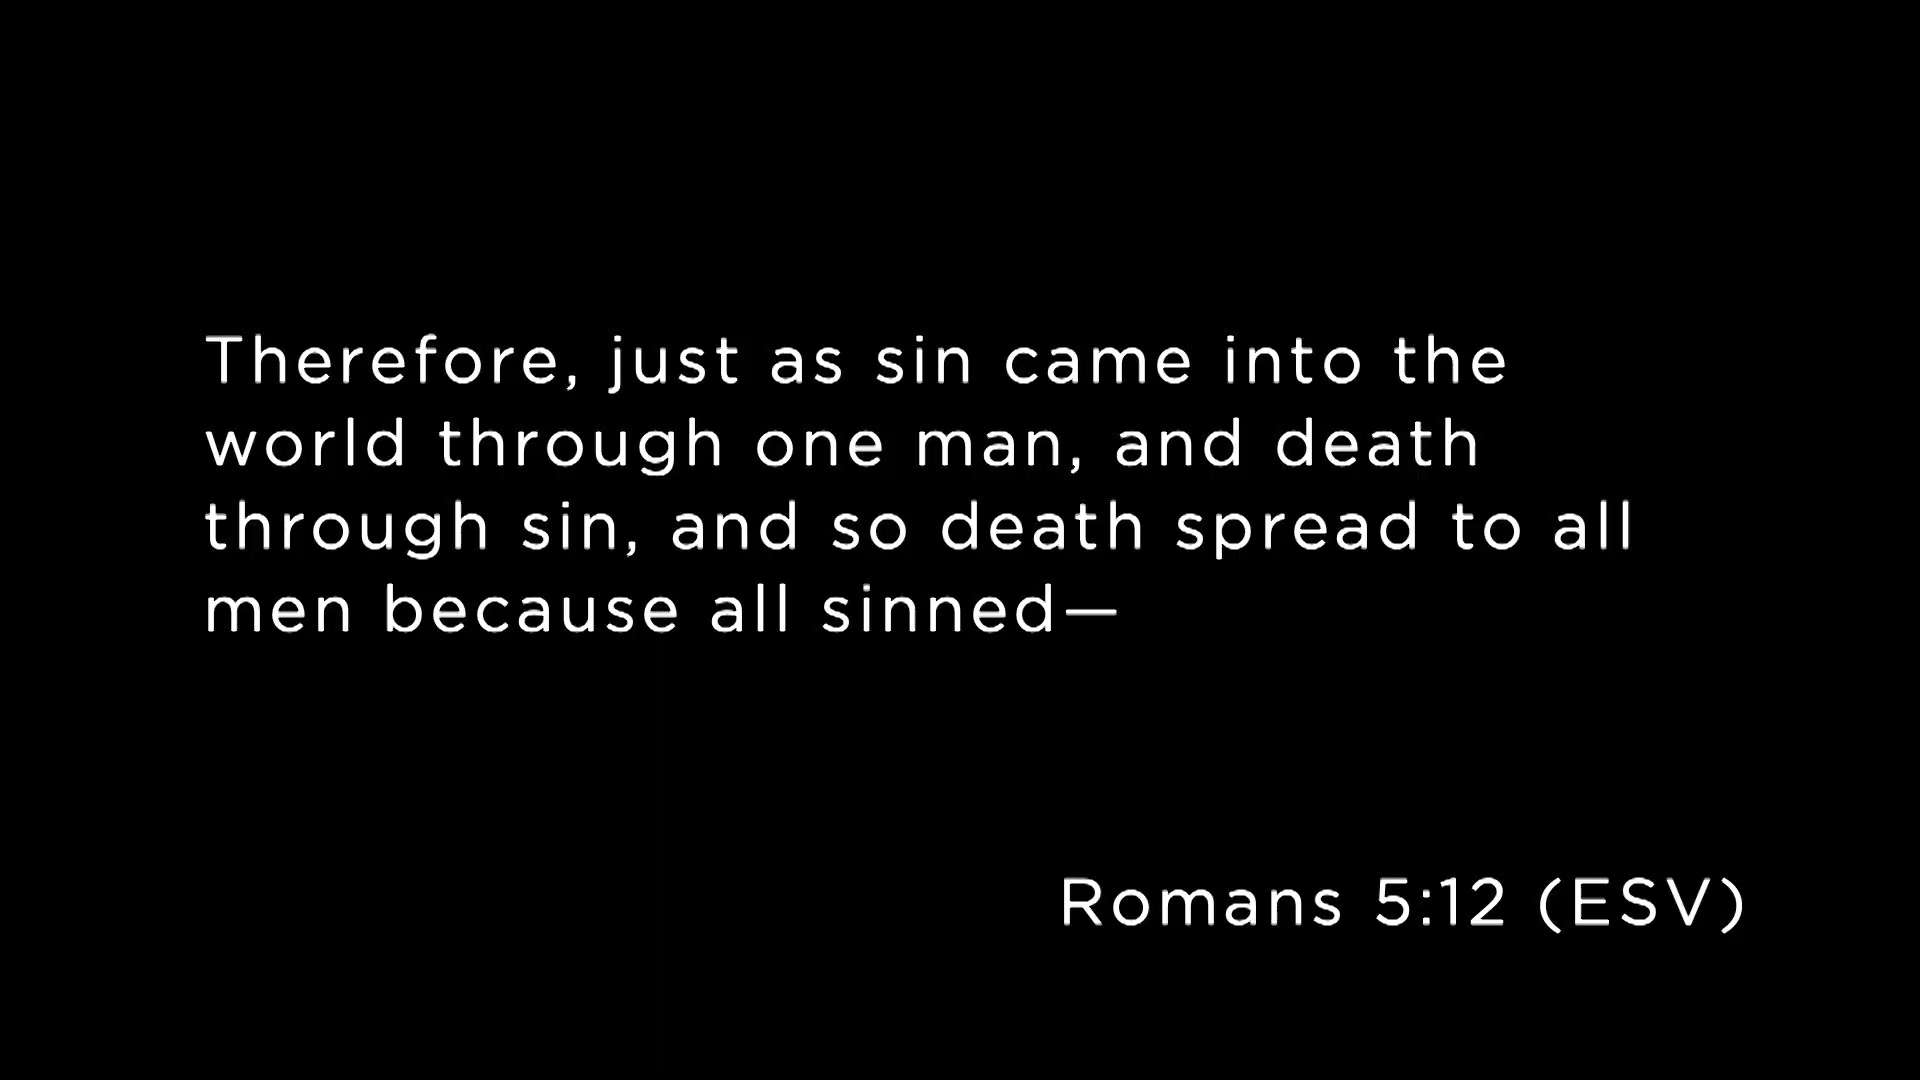 Therefore, just as sin came into the
world through one man, and death
through sin, and so death spread to all
men because all sinned—
Romans 5:12 (ESV)